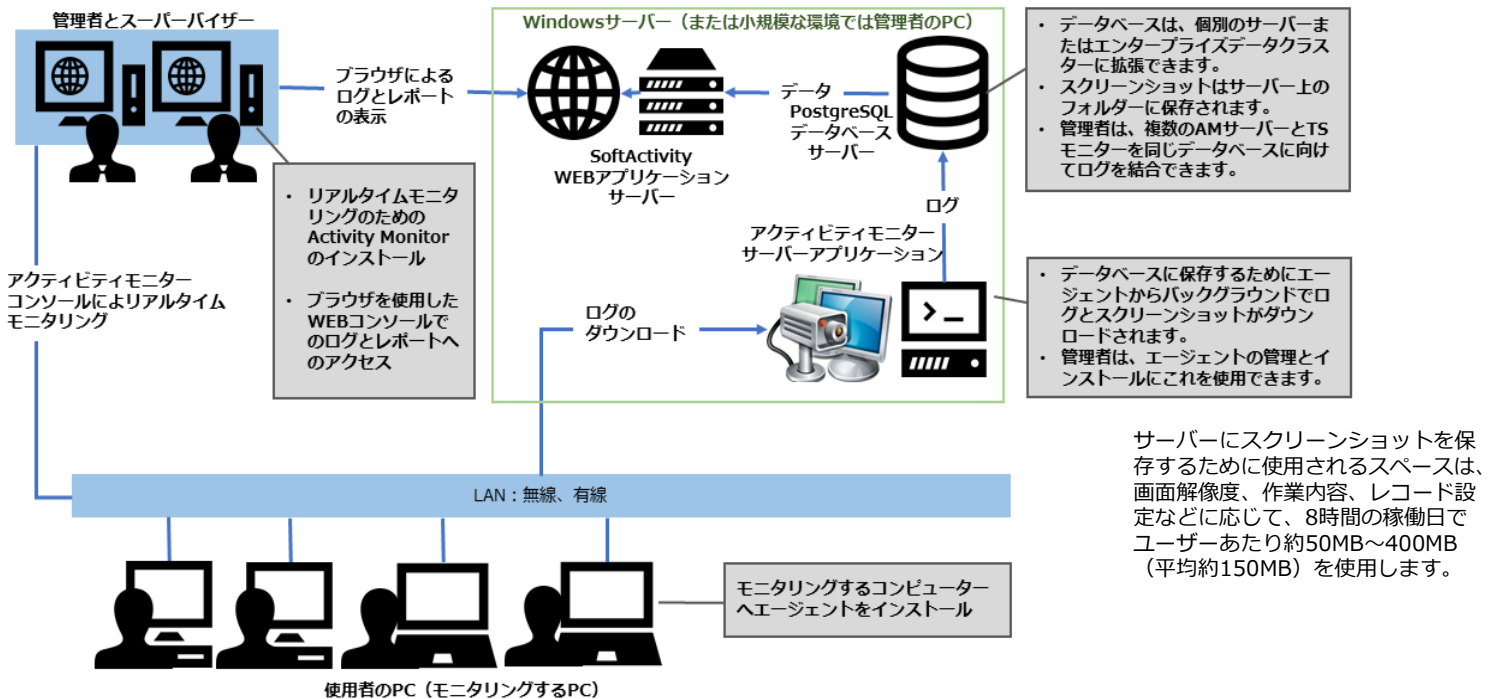 管理者とスーパーバイザー
Windowsサーバー（または小規模な環境では管理者のPC）
ブラウザによる
ログとレポート
の表示
データ
PostgreSQL
データベース
サーバー
SoftActivity
WEBアプリケーション
サーバー
・ データベースは、個別のサーバーま
たはエンタープライズデータクラス
ターに拡張できます。
・ スクリーンショットはサーバー上の
フォルダーに保存されます。
・ 管理者は、複数のAMサーバーとTS
モニターを同じデータベースに向け
てログを結合できます。
・ リアルタイムモニタ
リングのための
Activity Monitor
のインストール
・ ブラウザを使用した
WEBコンソールで
のログとレポートへ
のアクセス
ログ
アクティビティモニター
サーバーアプリケーション
アクティビティモニター
コンソールによりリアルタイム
モニタリング
ログの
ダウンロード
・ データベースに保存するためにエー
ジェントからバックグラウンドでロ
グとスクリーンショットがダウン
ロードされます。
・ 管理者は、エージェントの管理とイ
ンストールにこれを使用できます。
サーバーにスクリーンショットを保
存するために使用されるスペースは、
画面解像度、作業内容、レコード設
定などに応じて、8時間の稼働日で
ユーザーあたり約50MB～400MB
（平均約150MB）を使用します。
LAN：無線、有線
モニタリングするコンピューター
へエージェントをインストール
使用者のPC（モニタリングするPC）